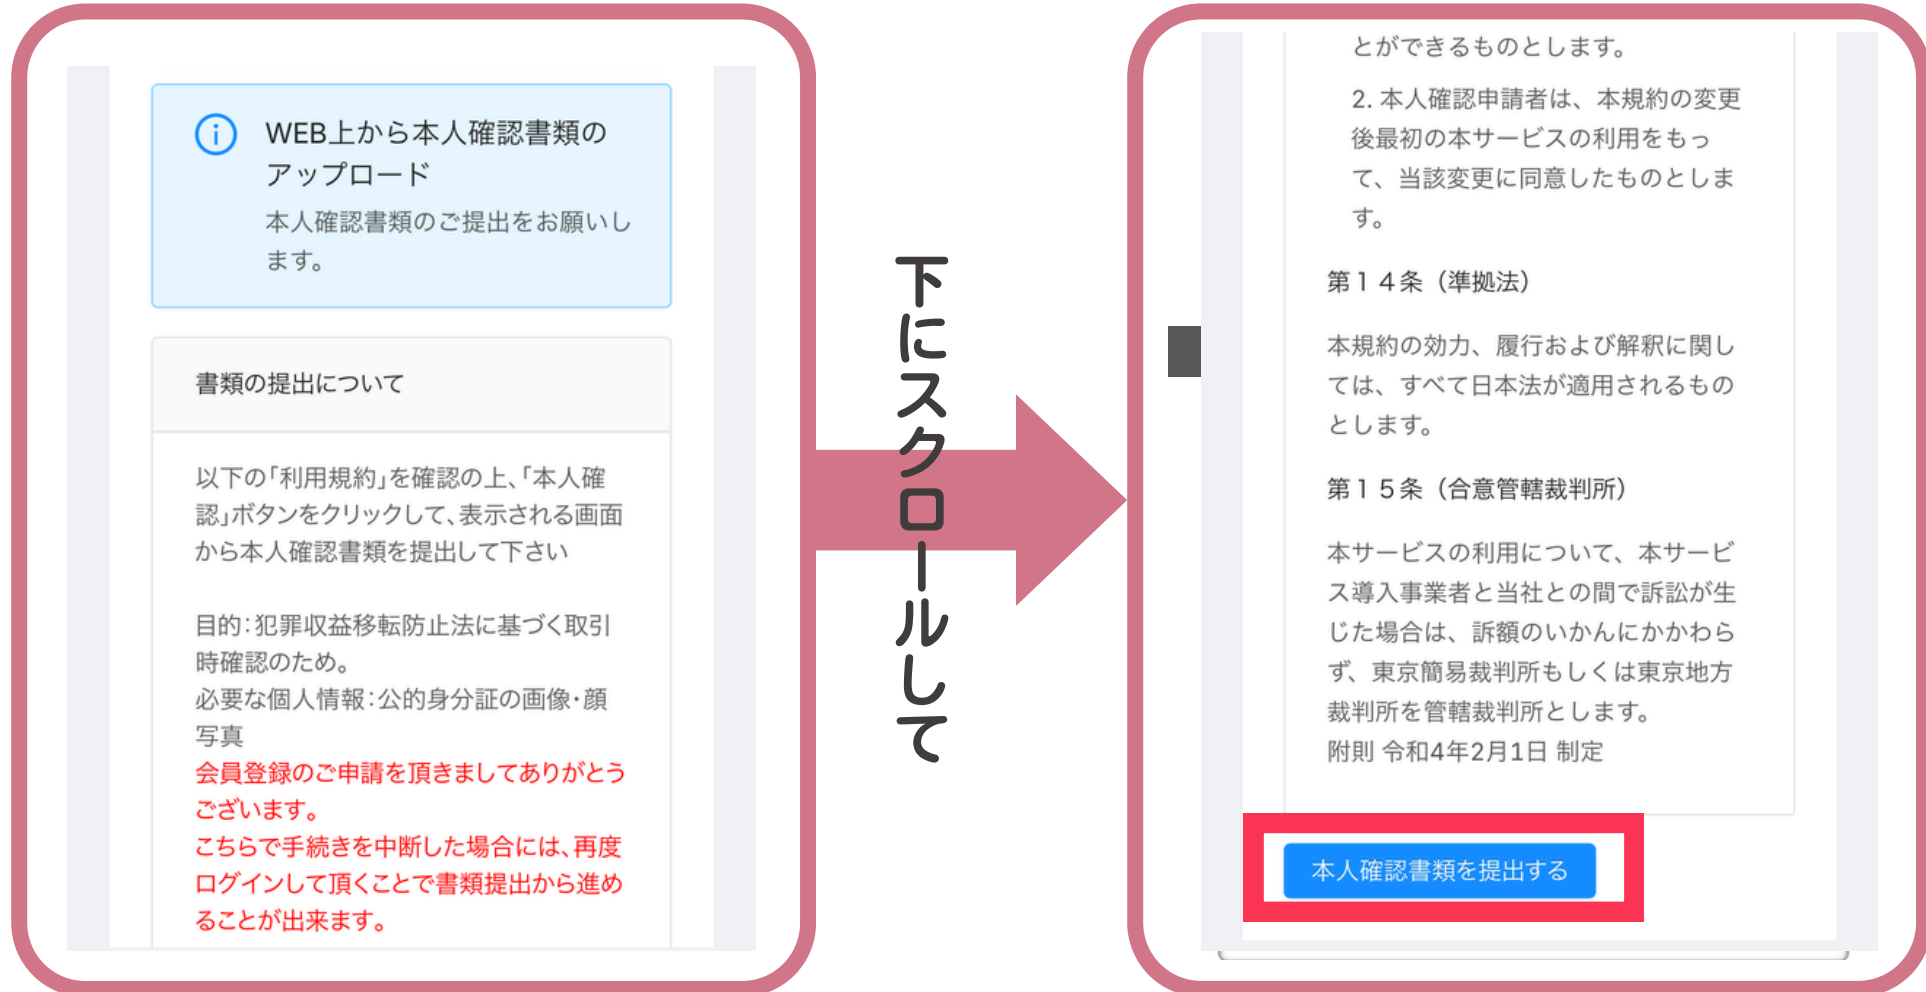 WEB上から本人確認書類の
アップロード
本人確認書類のご提出をお願いし
ます。
書類の提出について
以下の「利用規約」を確認の上、「本人確
認」ボタンをクリックして、表示される画面
から本人確認書類を提出して下さい
目的：犯罪収益移転防止法に基づく取引
時確認のため。
必要な個人情報：公的身分証の画像・顔
写真
会員登録のご申請を頂きましてありがとう
ございます。
こちらで手続きを中断した場合には、再度
ログインして頂くことで書類提出から進め
ることが出来ます。
下にスクロールして
とができるものとします。
2. 本人確認申請者は、本規約の変更
後最初の本サービスの利用をもっ
て、当該変更に同意したものとしま
す。
第１４条（準拠法）
本規約の効力、履行および解釈に関し
ては、すべて日本法が適用されるもの
とします。
第１５条（合意管轄裁判所）
本サービスの利用について、本サービ
ス導入事業者と当社との間で訴訟が生
じた場合は、訴額のいかんにかかわら
ず、東京簡易裁判所もしくは東京地方
裁判所を管轄裁判所とします。
附則 令和4年2月1日 制定
本人確認書類を提出する